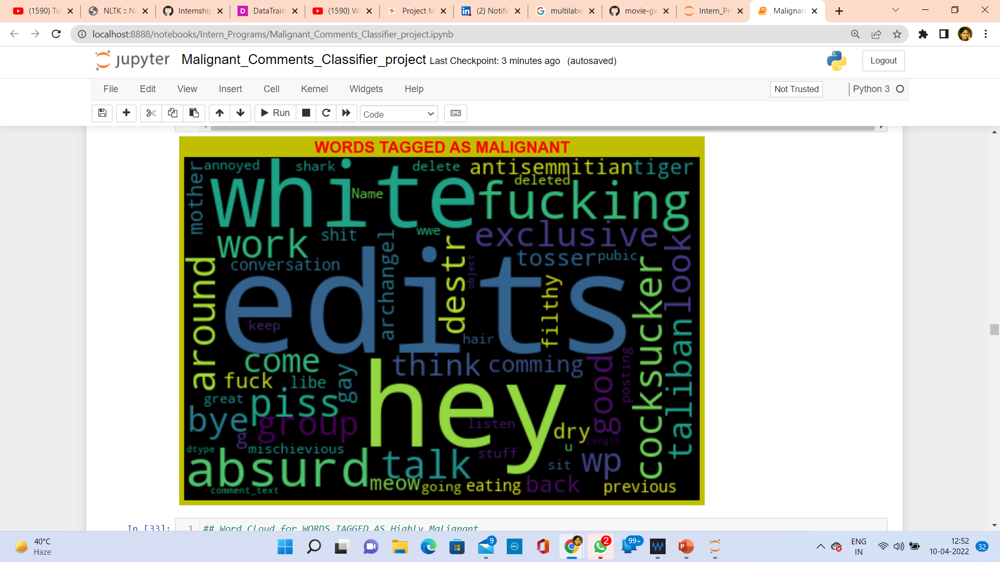 (1590) Tu
NLTK :: Na
Internship
DataTrain
(1590) Wo
Project M
(2) Notific
multilabe
movie-ge
Intern_Pro
Malignan
localhost:8888/notebooks/Intern_Programs/Malignant_Comments_Classifier_project.ipynb
jupyter Malignant_Comments_Classifier_project Last Checkpoint: 3 minutes ago (autosaved)
Logout
File Edit View Insert Cell Kernel Widgets Help
Not Trusted
Python 3
Run
Code
WORDS TAGGED AS MALIGNANT
mother
annoyed
shark
delete
antisemmitian
tiger
deleted
White
Name
fucking
work
shit
archangel
wwe
exclusive
look
conversation
destr
object
tosser
pubic
around
edits
filthy
cocksucker
keep
hair
taliban
come
think
comming
good
posting
fuck
libe
gay
great
piss
hey
bye
group
listen
dry
g
Length
dtype
mischievious
u
absurd
talk
stuff
sit
wp
comment_text
meow
going
eating
back
previous
In [33]:
1 ## Word Cloud for WORDS TAGGED AS Highly Malignant
40°C
Haze
9
DELL
2
99+
ENG
IN
12:52
10-04-2022
32